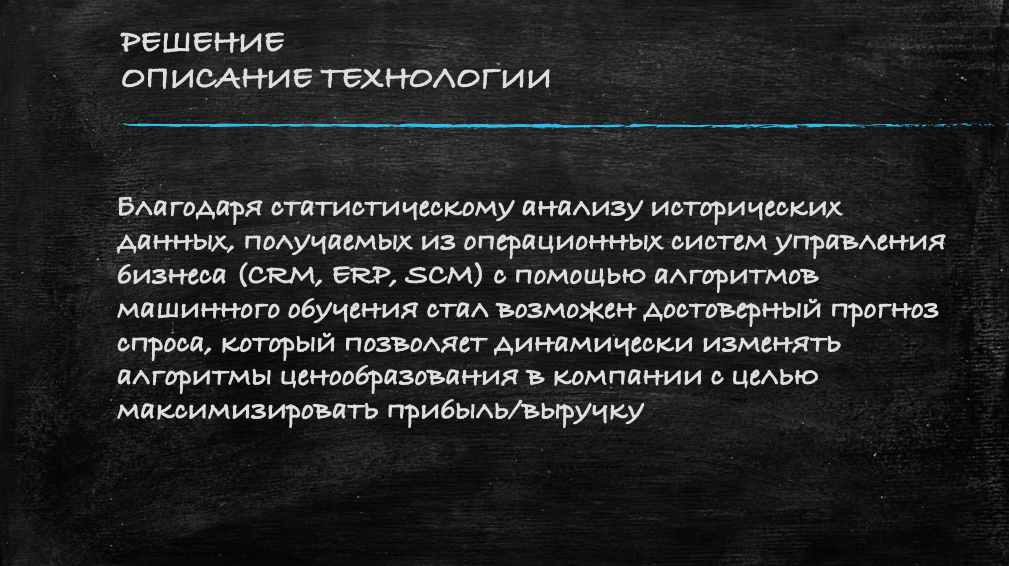 РЕШЕНИЕ
ОПИСАНИЕ ТЕХНОЛОГИИ
Благодаря статистическому анализу исторических
данных, получаемых из операционных систем управления
бизнеса (CRM, ERP, SCM) с помощью алгоритмов
машинного обучения стал возможен достоверный прогноз
спроса, который позволяет динамически изменять
алгоритмы ценообразования в компании с целью
максимизировать прибыль/выручку